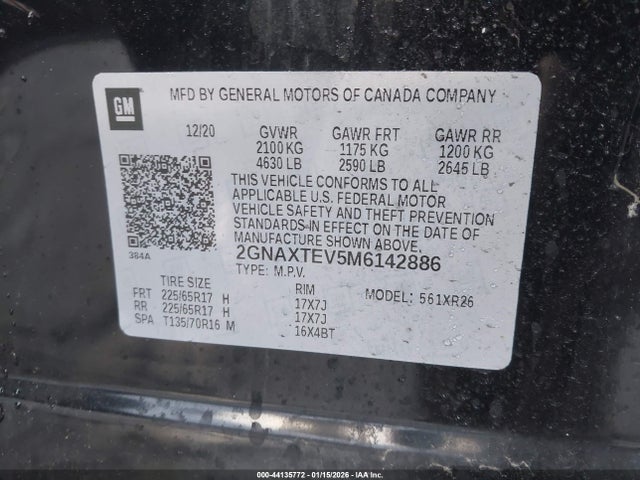 GM
MFD BY GENERAL MOTORS OF CANADA COMPANY
12/20 GVWR GAWR FRT GAWR RR
2100 KG 1175 KG 1200 KG
4630 LB 2590 LB 2645 LB
THIS VEHICLE CONFORMS TO ALL
APPLICABLE U.S. FEDERAL MOTOR
VEHICLE SAFETY AND THEFT PREVENTION
STANDARDS IN EFFECT ON THE DATE
OF MANUFACTURE SHOWN ABOVE.
384A
2GNAXTEV5M6142886
TYPE: M.P.V.
TIRE SIZE RIM MODEL: 561XR26
FRT 225/65R17 H 17X7J
RR 225/65R17 H 17X7J
SPA T135/70R16 M 16X4BT
000-44135772 - 01/15/2026 - IAAI Inc.